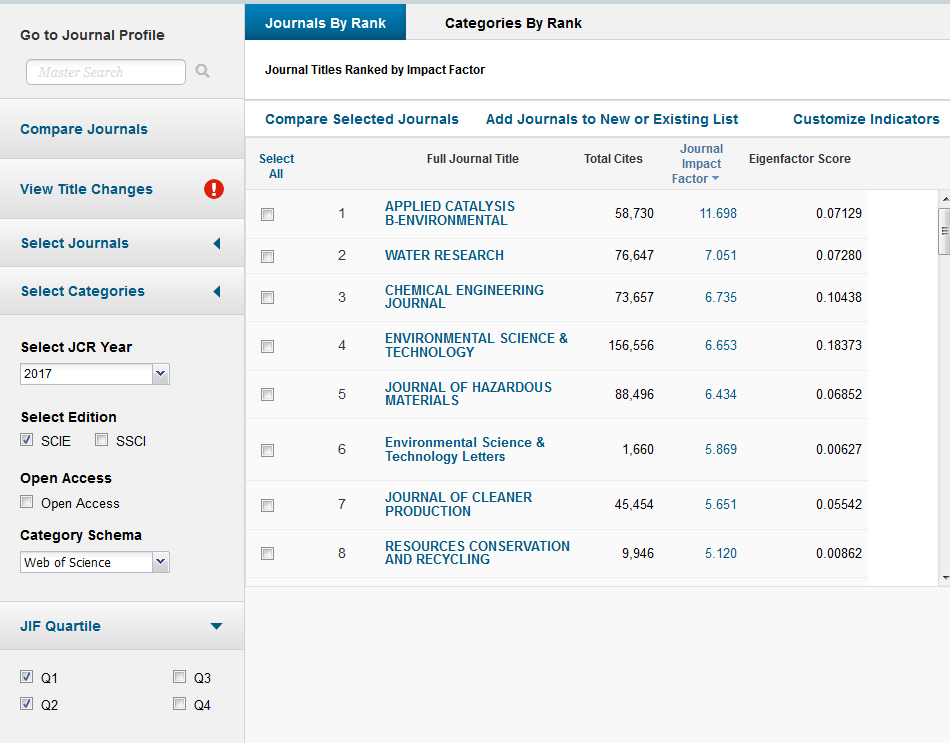 Go to Journal Profile
Master Search
Compare Journals
View Title Changes
Select Journals
Select Categories
Select JCR Year
2017
Select Edition
SCIE SSCI
Open Access
Open Access
Category Schema
Web of Science
JIF Quartile
Q1 Q3
Q2 Q4
Journals By Rank Categories By Rank
Journal Titles Ranked by Impact Factor
Compare Selected Journals Add Journals to New or Existing List Customize Indicators
Select
All
Full Journal Title
Total Cites
Journal
Impact
Factor
Eigenfactor Score
1 APPLIED CATALYSIS
B-ENVIRONMENTAL
58,730 11.698 0.07129
2 WATER RESEARCH 76,647 7.051 0.07280
3 CHEMICAL ENGINEERING
JOURNAL
73,657 6.735 0.10438
4 ENVIRONMENTAL SCIENCE &
TECHNOLOGY
156,556 6.653 0.18373
5 JOURNAL OF HAZARDOUS
MATERIALS
88,496 6.434 0.06852
6 Environmental Science &
Technology Letters
1,660 5.869 0.00627
7 JOURNAL OF CLEANER
PRODUCTION
45,454 5.651 0.05542
8 RESOURCES CONSERVATION
AND RECYCLING
9,946 5.120 0.00862